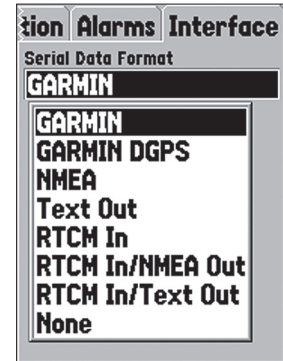 tion Alarms Interface
Serial Data Format
GARMIN
GARMIN
GARMIN DGPS
NMEA
Text Out
RTCM In
RTCM In/NMEA Out
RTCM In/Text Out
None